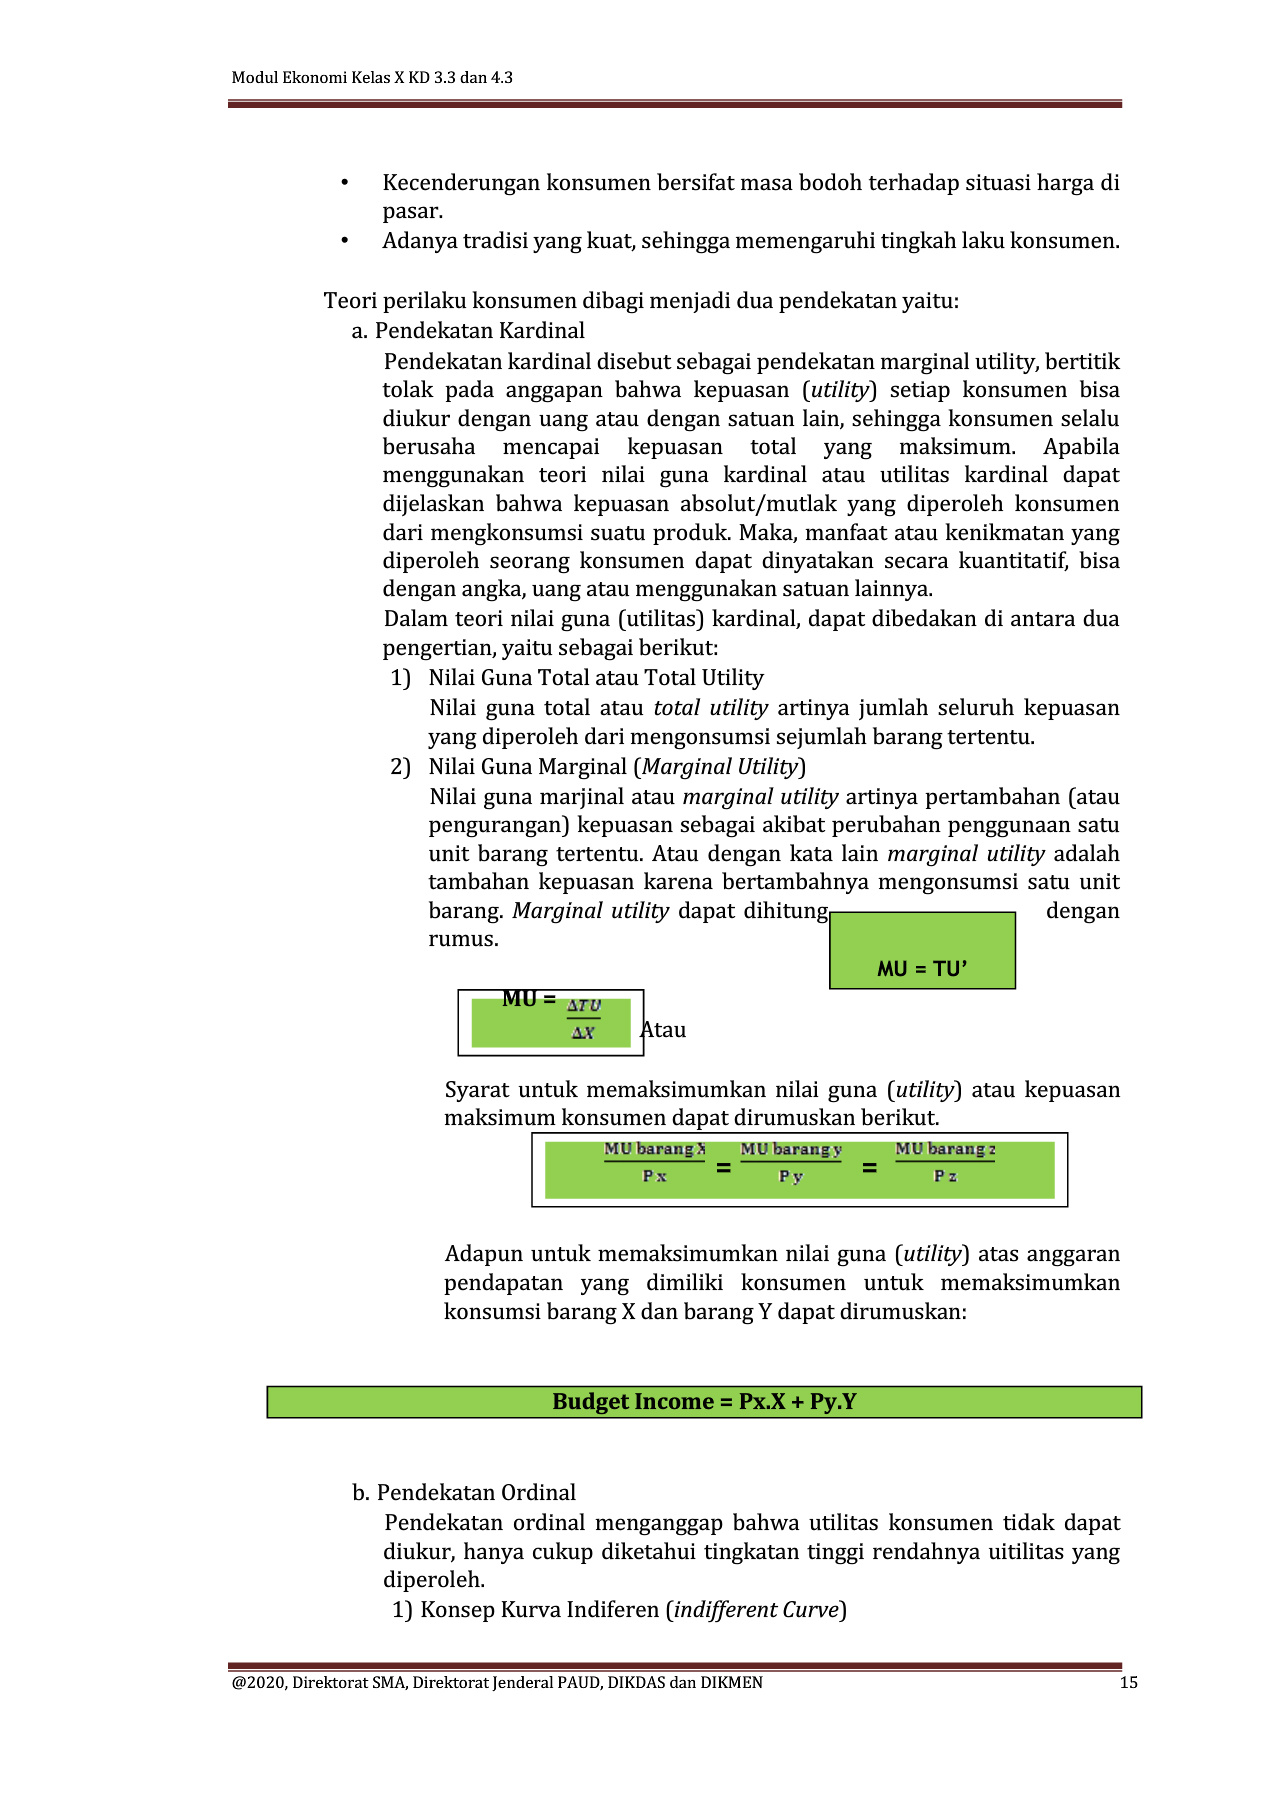 Modul Ekonomi Kelas X KD 3.3 dan 4.3
• Kecenderungan konsumen bersifat masa bodoh terhadap situasi harga di
pasar.
• Adanya tradisi yang kuat, sehingga memengaruhi tingkah laku konsumen.
Teori perilaku konsumen dibagi menjadi dua pendekatan yaitu:
a. Pendekatan Kardinal
Pendekatan kardinal disebut sebagai pendekatan marginal utility, bertitik
tolak pada anggapan bahwa kepuasan (utility) setiap konsumen bisa
diukur dengan uang atau dengan satuan lain, sehingga konsumen selalu
berusaha mencapai kepuasan total yang maksimum. Apabila
menggunakan teori nilai guna kardinal atau utilitas kardinal dapat
dijelaskan bahwa kepuasan absolut/mutlak yang diperoleh konsumen
dari mengkonsumsi suatu produk. Maka, manfaat atau kenikmatan yang
diperoleh seorang konsumen dapat dinyatakan secara kuantitatif, bisa
dengan angka, uang atau menggunakan satuan lainnya.
Dalam teori nilai guna (utilitas) kardinal, dapat dibedakan di antara dua
pengertian, yaitu sebagai berikut:
1) Nilai Guna Total atau Total Utility
Nilai guna total atau total utility artinya jumlah seluruh kepuasan
yang diperoleh dari mengonsumsi sejumlah barang tertentu.
2) Nilai Guna Marginal (Marginal Utility)
Nilai guna marjinal atau marginal utility artinya pertambahan (atau
pengurangan) kepuasan sebagai akibat perubahan penggunaan satu
unit barang tertentu. Atau dengan kata lain marginal utility adalah
tambahan kepuasan karena bertambahnya mengonsumsi satu unit
barang. Marginal utility dapat dihitung dengan
rumus.
MU = TU’
MU = ΔTU
ΔX
Atau
Syarat untuk memaksimumkan nilai guna (utility) atau kepuasan
maksimum konsumen dapat dirumuskan berikut.
MU barang X = MU barang y = MU barang z
P x P y P z
Adapun untuk memaksimumkan nilai guna (utility) atas anggaran
pendapatan yang dimiliki konsumen untuk memaksimumkan
konsumsi barang X dan barang Y dapat dirumuskan:
Budget Income = Px.X + Py.Y
b. Pendekatan Ordinal
Pendekatan ordinal menganggap bahwa utilitas konsumen tidak dapat
diukur, hanya cukup diketahui tingkatan tinggi rendahnya uitilitas yang
diperoleh.
1) Konsep Kurva Indiferen (indifferent Curve)
@2020, Direktorat SMA, Direktorat Jenderal PAUD, DIKDAS dan DIKMEN 15